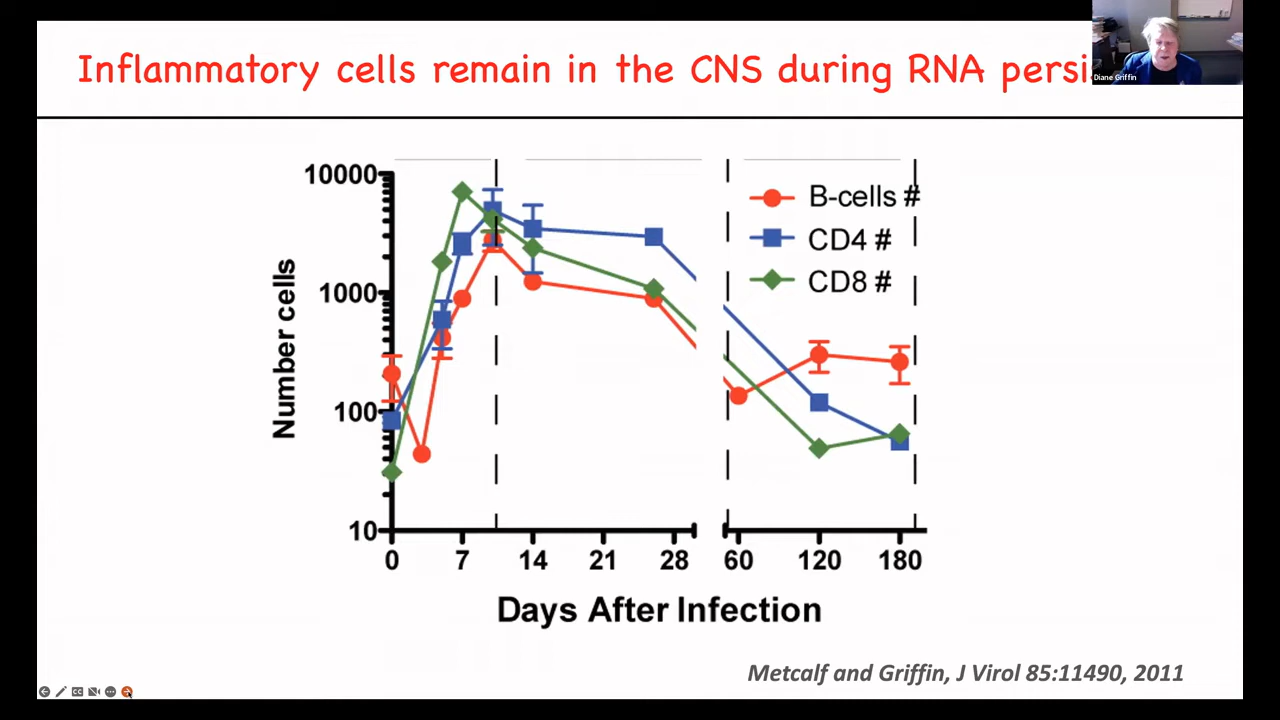 Inflammatory cells remain in the CNS during RNA
Diane Griffin
10000
1000
100
10
Number cells
B-cells #
CD4 #
CD8 #
0 7 14 21 28 60 120 180
Days After Infection
Metcalf and Griffin, J Virol 85:11490, 2011